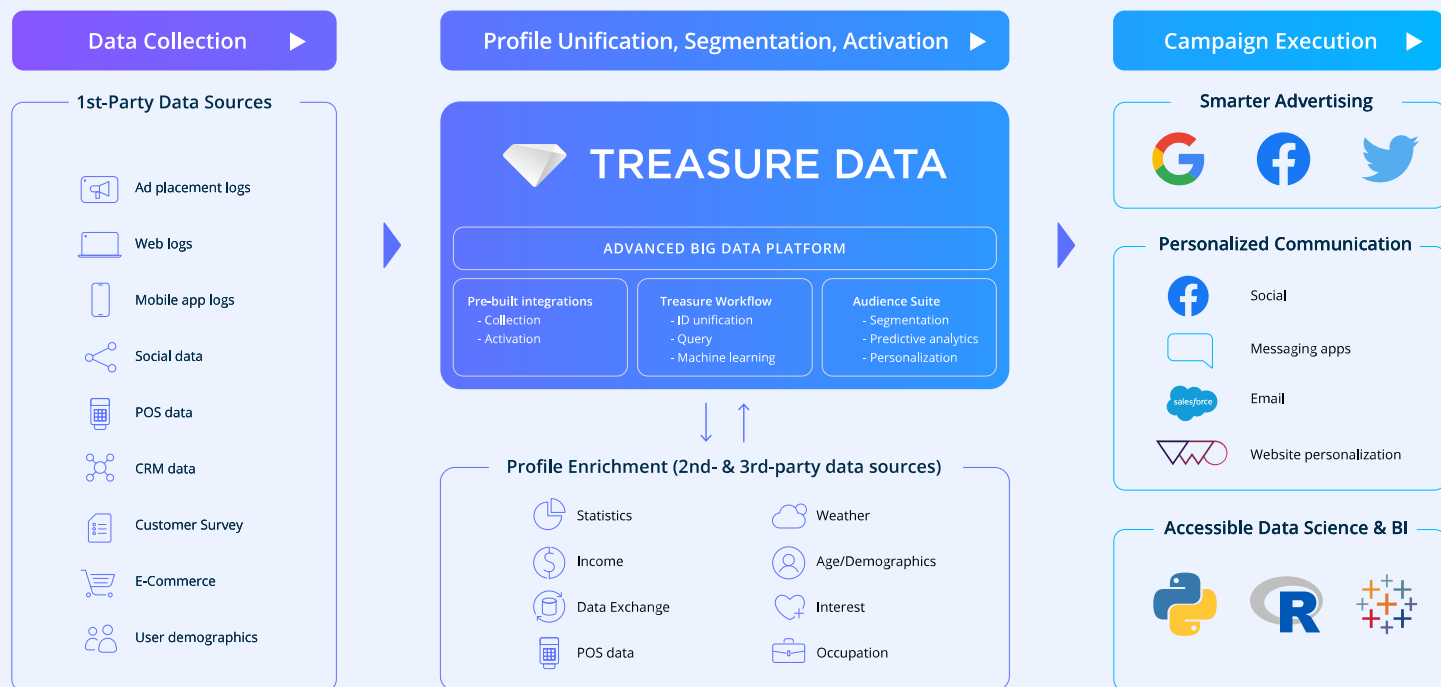 Data Collection
Profile Unification, Segmentation, Activation
Campaign Execution
1st-Party Data Sources
Ad placement logs
Web logs
Mobile app logs
Social data
POS data
CRM data
Customer Survey
E-Commerce
User demographics
TREASURE DATA
ADVANCED BIG DATA PLATFORM
Pre-built integrations
- Collection
- Activation
Treasure Workflow
- ID unification
- Query
- Machine learning
Audience Suite
- Segmentation
- Predictive analytics
- Personalization
Profile Enrichment (2nd- & 3rd-party data sources)
Statistics
Income
Data Exchange
POS data
Weather
Age/Demographics
Interest
Occupation
Smarter Advertising
Personalized Communication
Social
Messaging apps
salesforce
Email
Website personalization
Accessible Data Science & BI
R